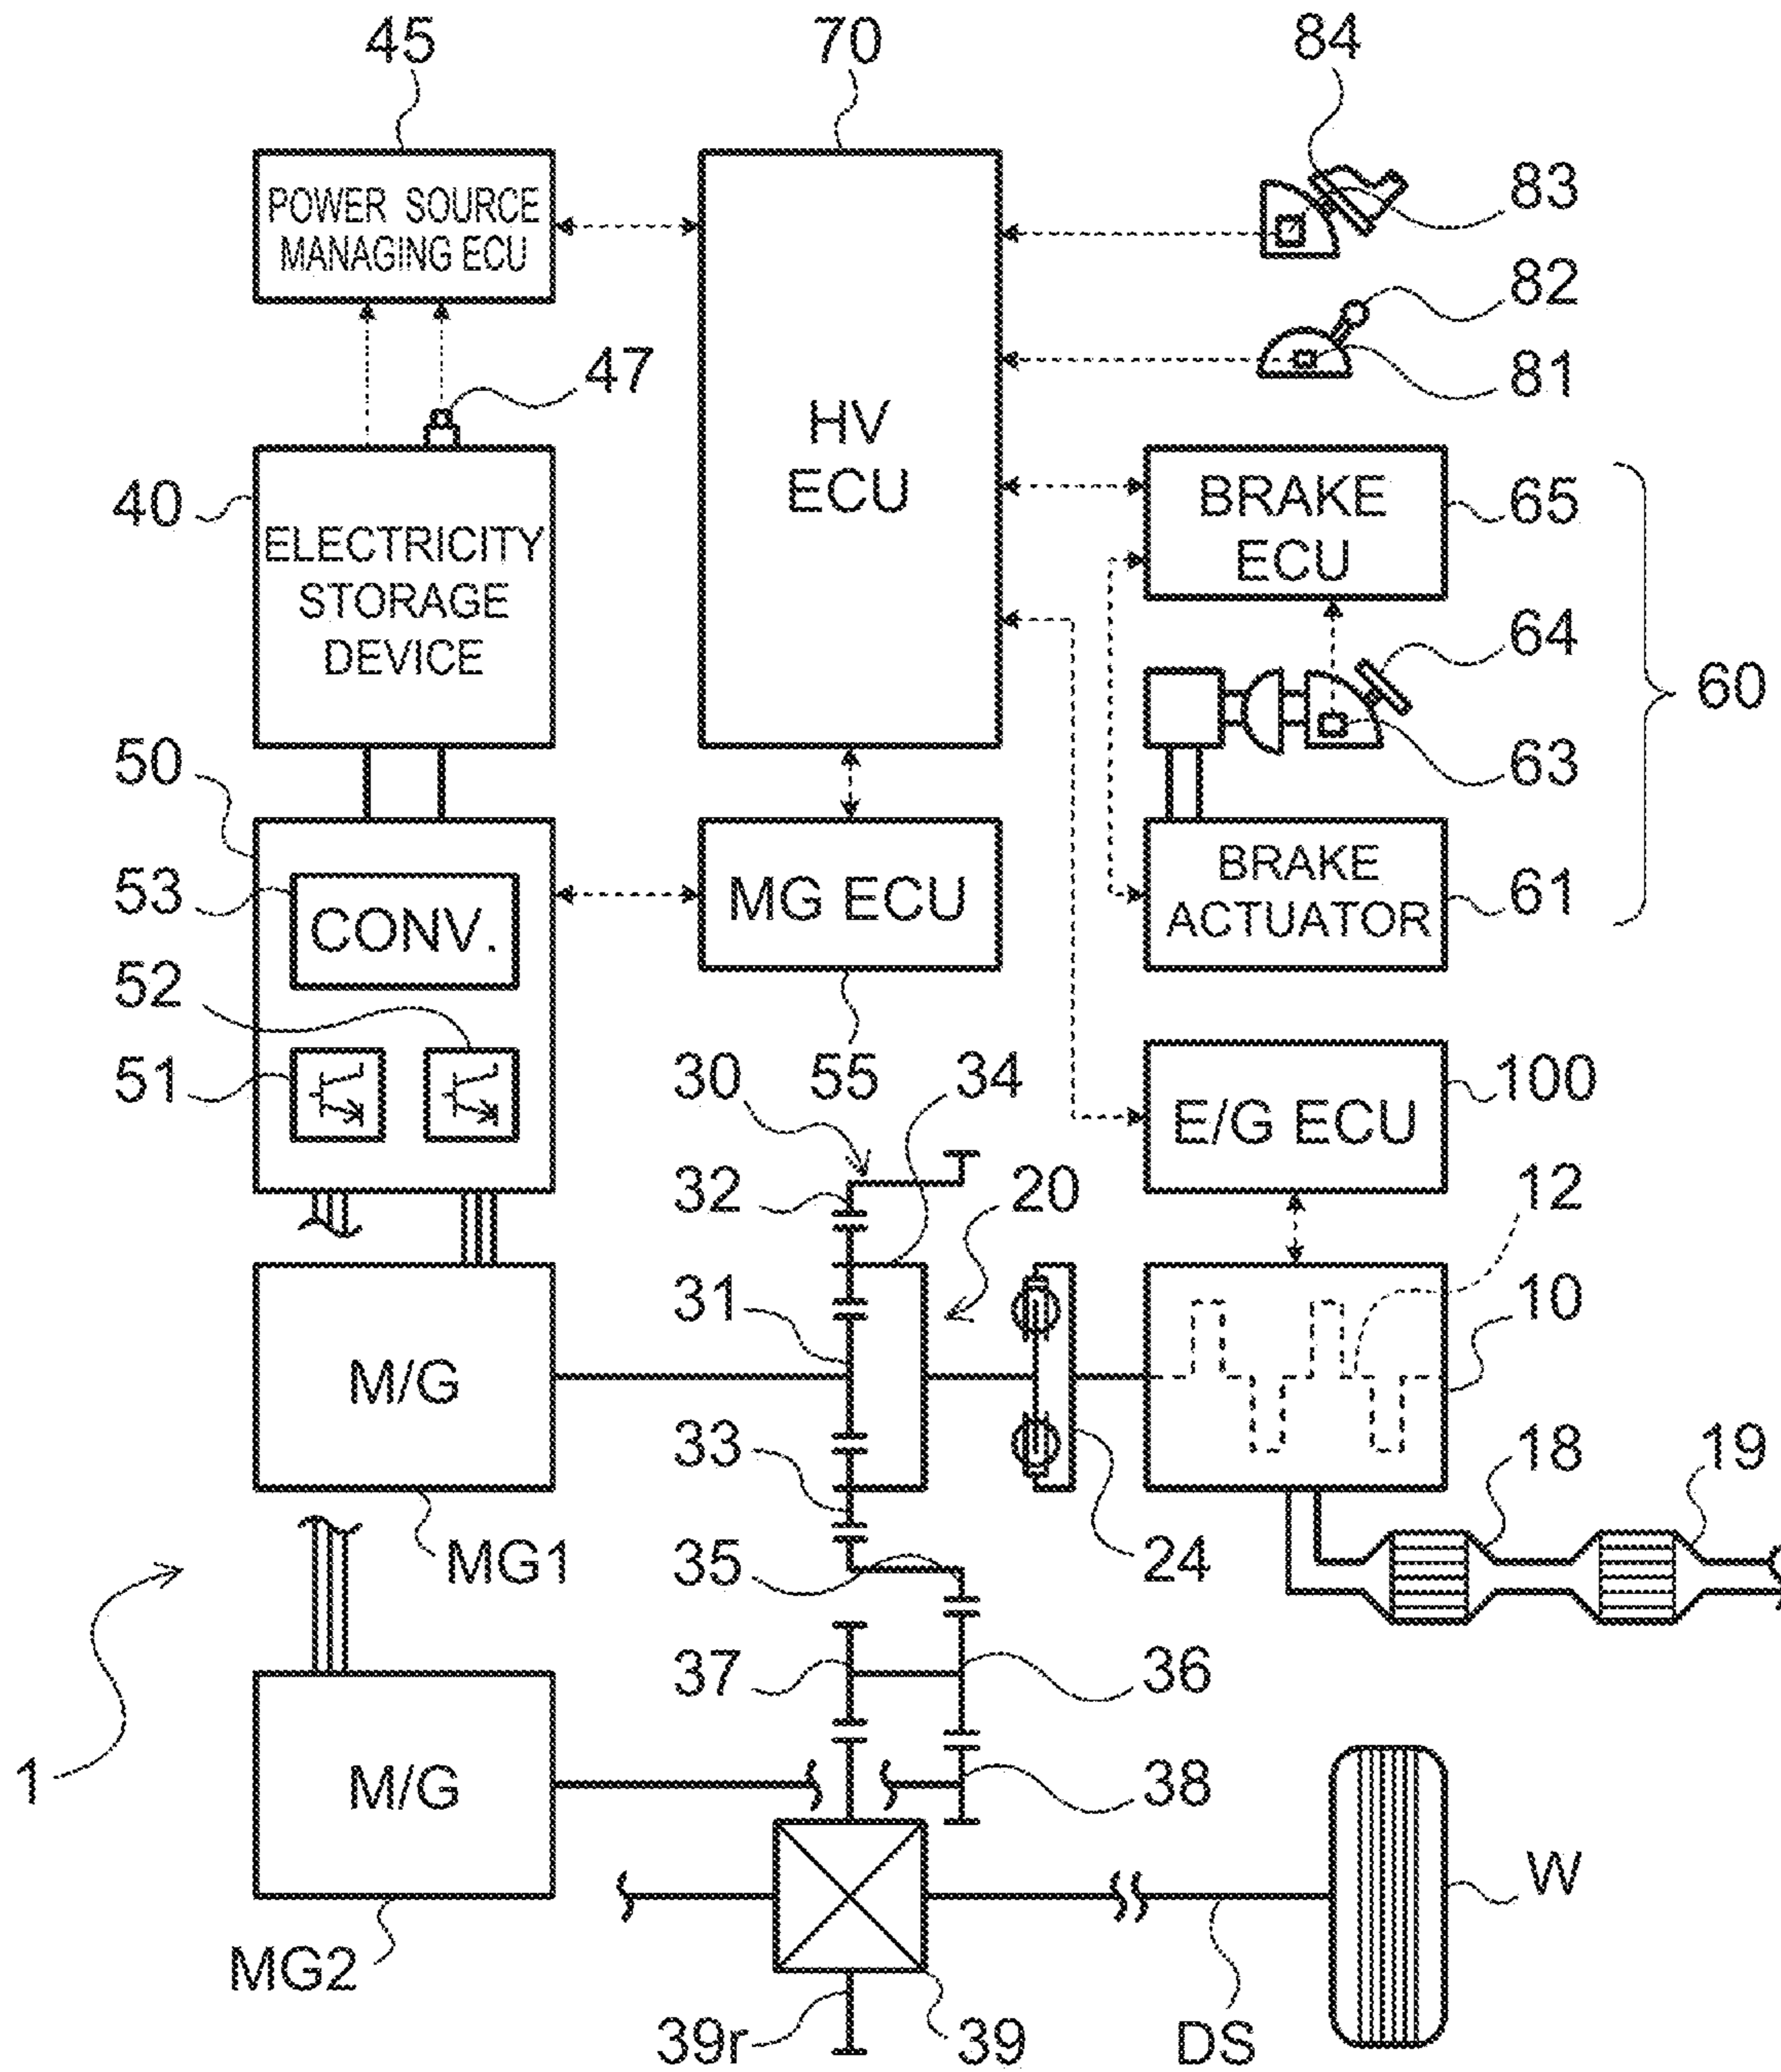 45
70
84
POWER SOURCE
MANAGING ECU
83
82
81
47
HV
ECU
40
ELECTRICITY
STORAGE
DEVICE
BRAKE
ECU
65
64
60
63
50
53
CONV.
MG ECU
BRAKE
ACTUATOR
61
52
51
55
30
34
E/G ECU
100
32
20
12
31
10
M/G
33
18
19
MG1
35
24
37
36
1
M/G
38
W
MG2
39r
39
DS